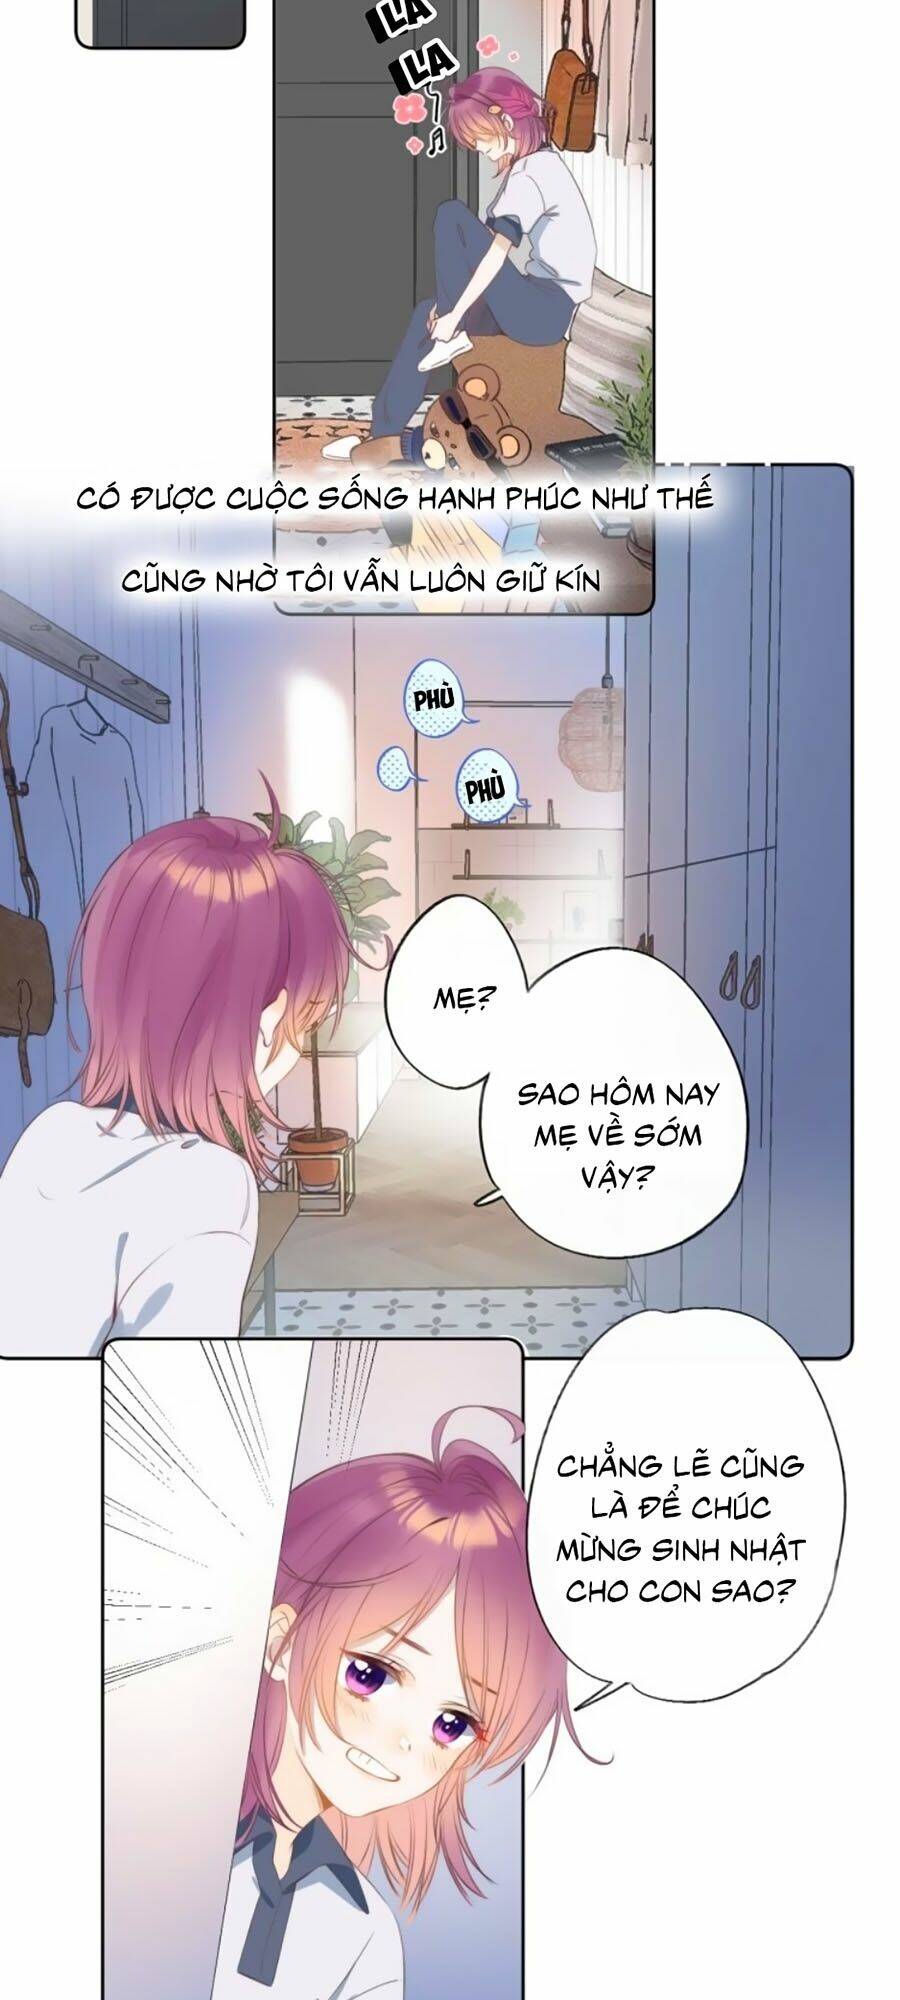 LA
LA
CÓ ĐƯỢC CUỘC SỐNG HẠNH PHÚC NHƯ THẾ
CŨNG NHỜ TÔI VẪN LUÔN GIỮ KÍN
PHÙ
PHÙ
MẸ?
SAO HÔM NAY
MẸ VỀ SỚM
VẬY?
CHẲNG LẼ CŨNG
LÀ ĐỂ CHÚC
MỪNG SINH NHẬT
CHO CON SAO?